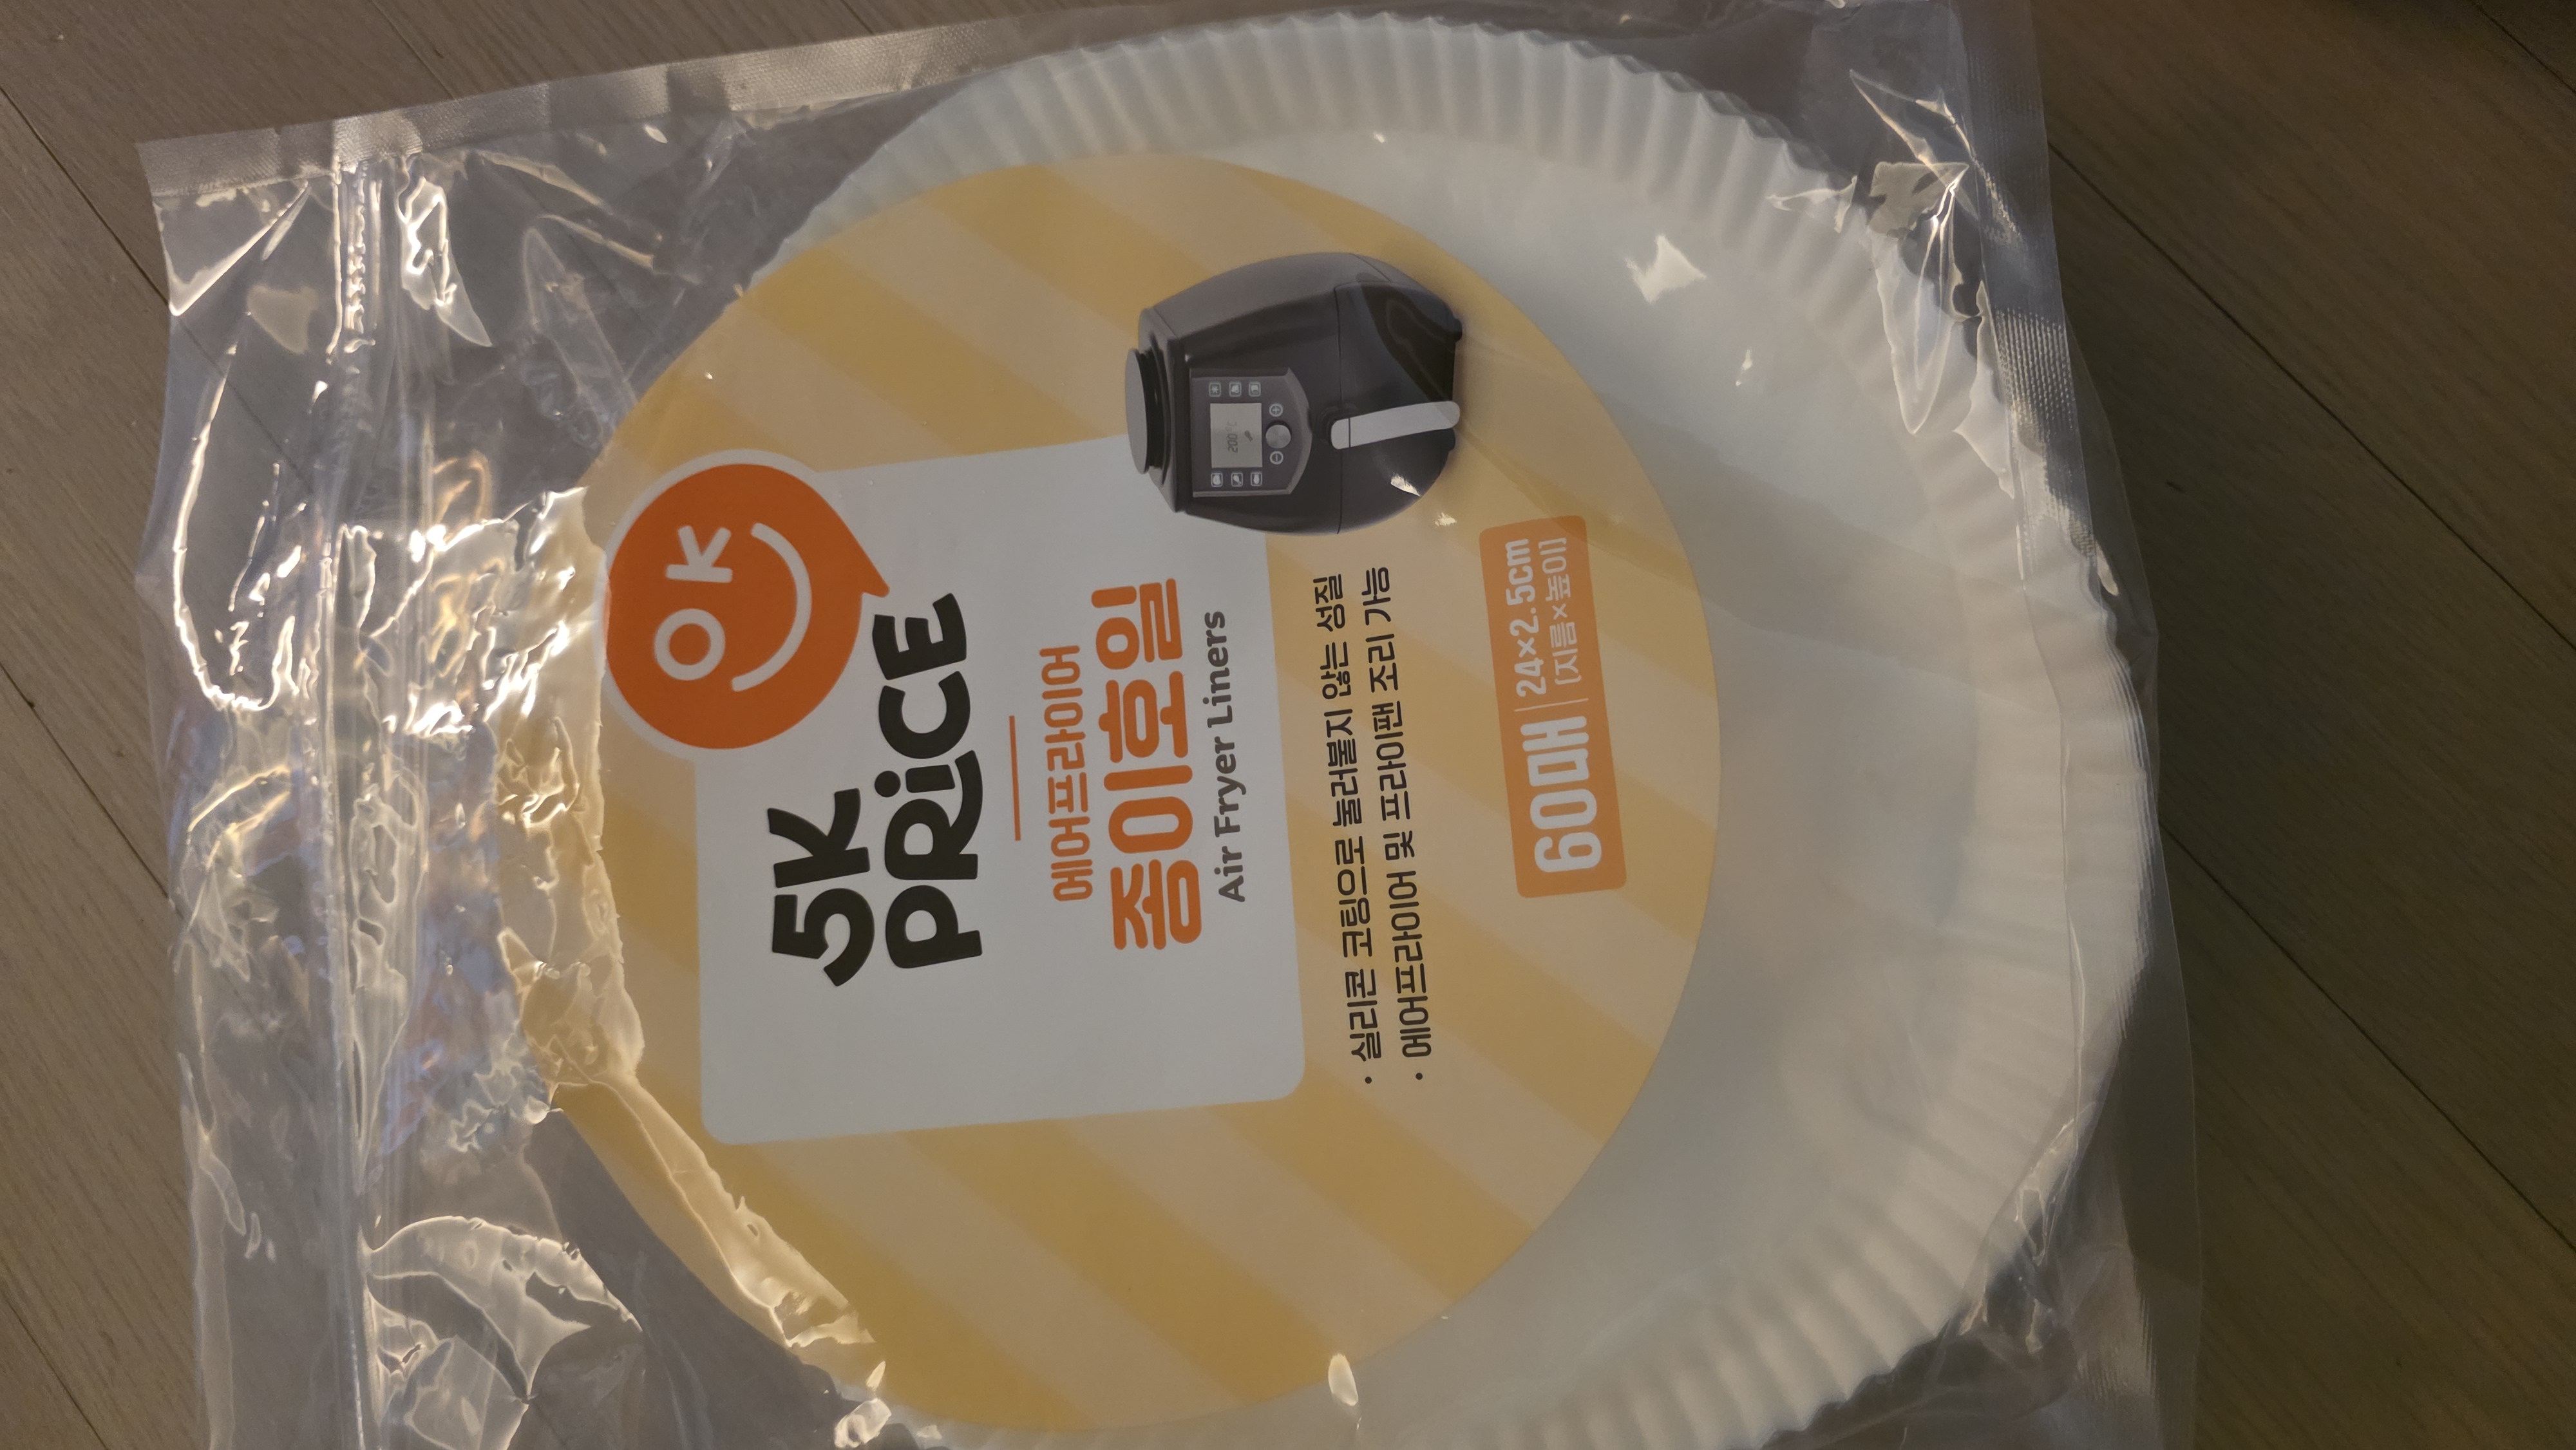 ok
5K
PRiCE
에어프라이어
종이호일
Air Fryer Liners
· 실리콘 코팅으로 눌러붙지 않는 성질
· 에어프라이어 및 프라이팬 조리 가능
60매
24×2.5cm
[지름×높이]
200℃